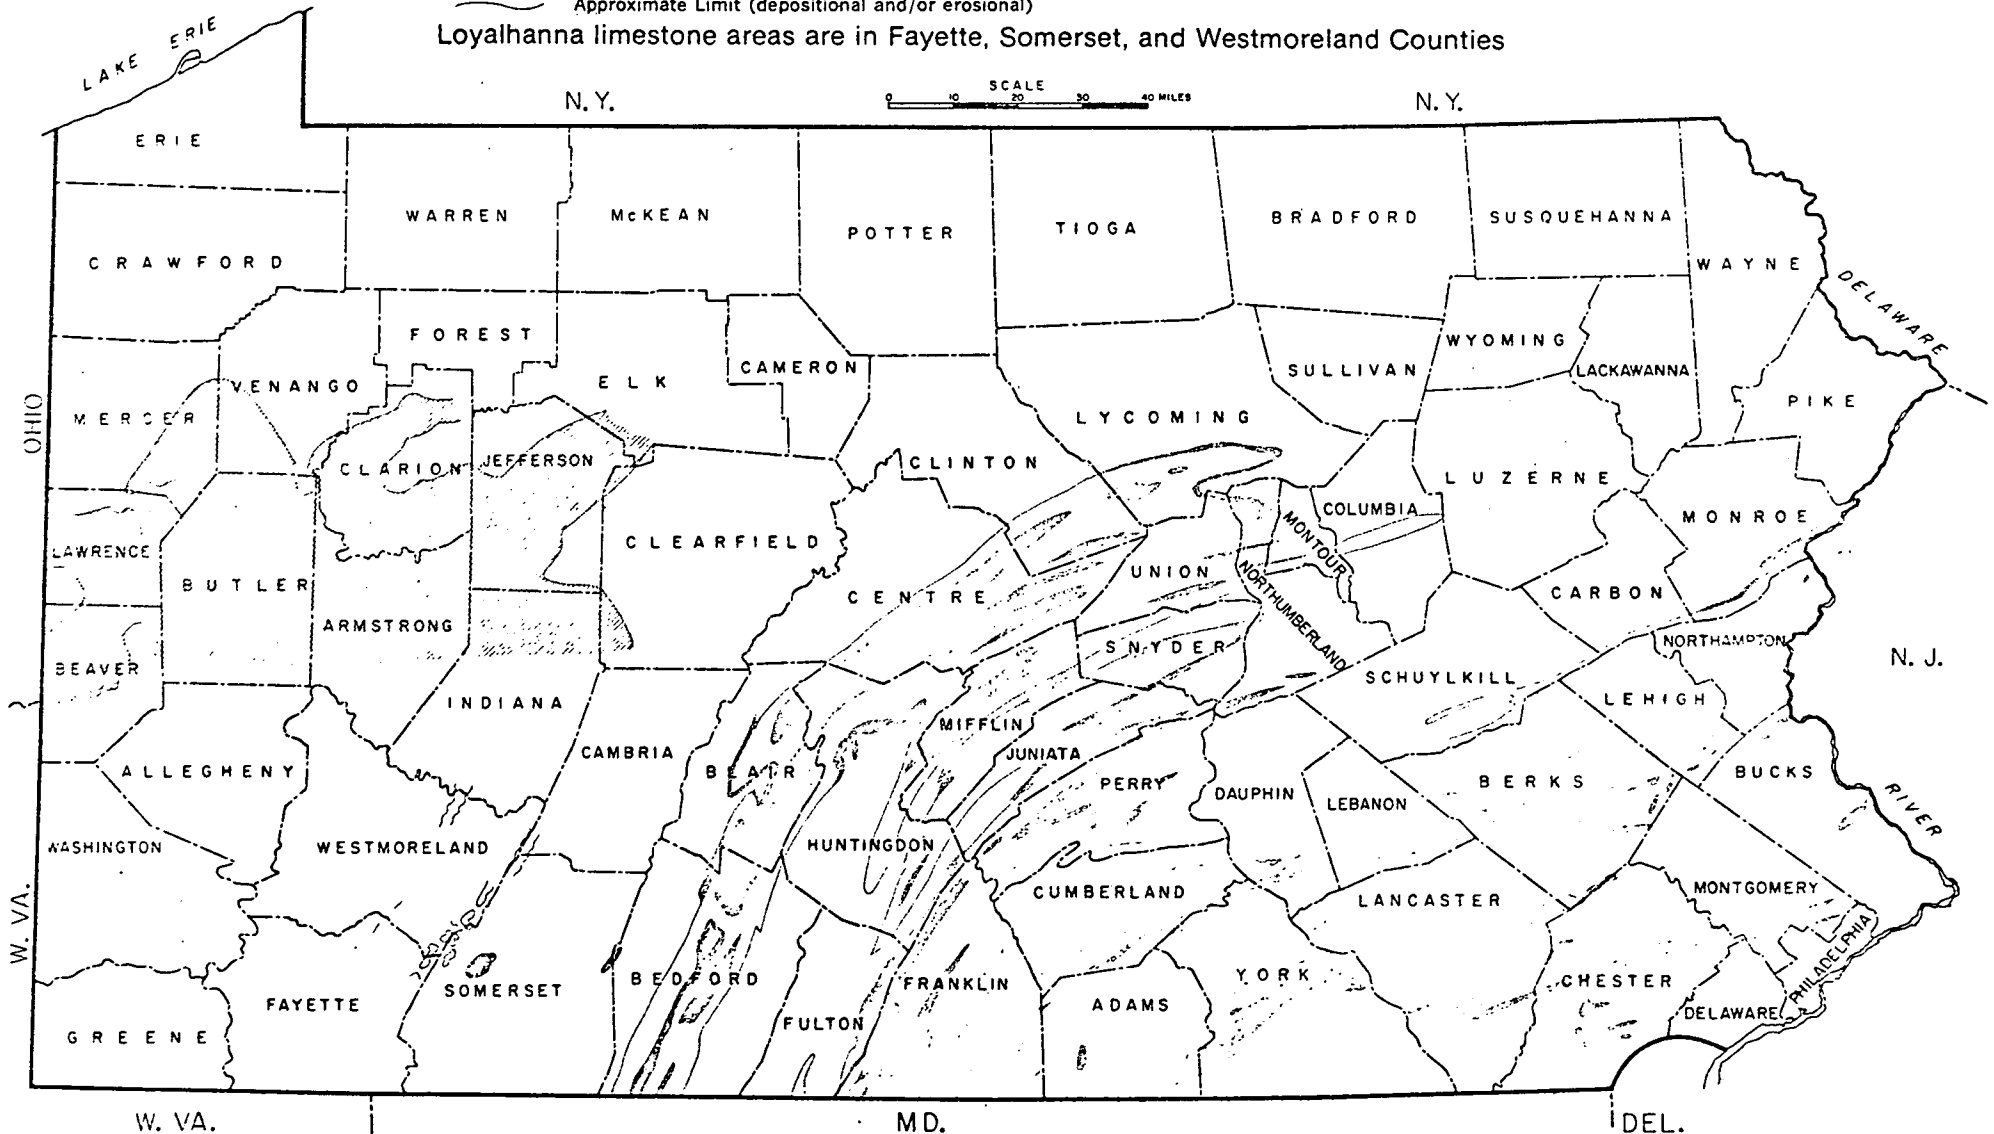 Approximate Limit (depositional and/or erosional)
Loyalhanna limestone areas are in Fayette, Somerset, and Westmoreland Counties
LAKE ERIE
SCALE
0 10 20 30 40 MILES
N. Y.
N. Y.
ERIE
WARREN
McKEAN
POTTER
TIOGA
BRADFORD
SUSQUEHANNA
CRAWFORD
WAYNE
DELAWARE
FOREST
WYOMING
CAMERON
SULLIVAN
LACKAWANNA
VENANGO
ELK
PIKE
OHIO
MERCER
LYCOMING
CLARION
JEFFERSON
CLINTON
LUZERNE
COLUMBIA
MONROE
MONTOUR
LAWRENCE
CLEARFIELD
BUTLER
UNION
CENTRE
CARBON
NORTHUMBERLAND
ARMSTRONG
NORTHAMPTON
SNYDER
BEAVER
N. J.
SCHUYLKILL
INDIANA
LEHIGH
MIFFLIN
CAMBRIA
JUNIATA
ALLEGHENY
BLAIR
PERRY
BERKS
BUCKS
DAUPHIN
LEBANON
RIVER
WASHINGTON
WESTMORELAND
HUNTINGDON
CUMBERLAND
MONTGOMERY
LANCASTER
W. VA.
PHILADELPHIA
BEDFORD
YORK
CHESTER
FRANKLIN
SOMERSET
FAYETTE
ADAMS
DELAWARE
FULTON
GREENE
W. VA.
MD.
DEL.